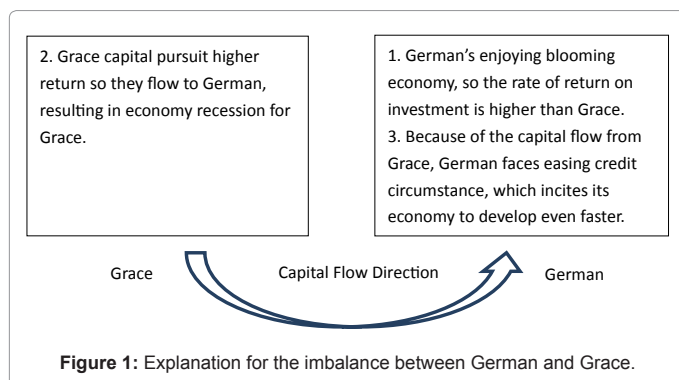 2. Grace capital pursuit higher
return so they flow to German,
resulting in economy recession for
Grace.
1. German's enjoying blooming
economy, so the rate of return on
investment is higher than Grace.
3. Because of the capital flow from
Grace, German faces easing credit
circumstance, which incites its
economy to develop even faster.
Grace
Capital Flow Direction
German
Figure 1: Explanation for the imbalance between German and Grace.